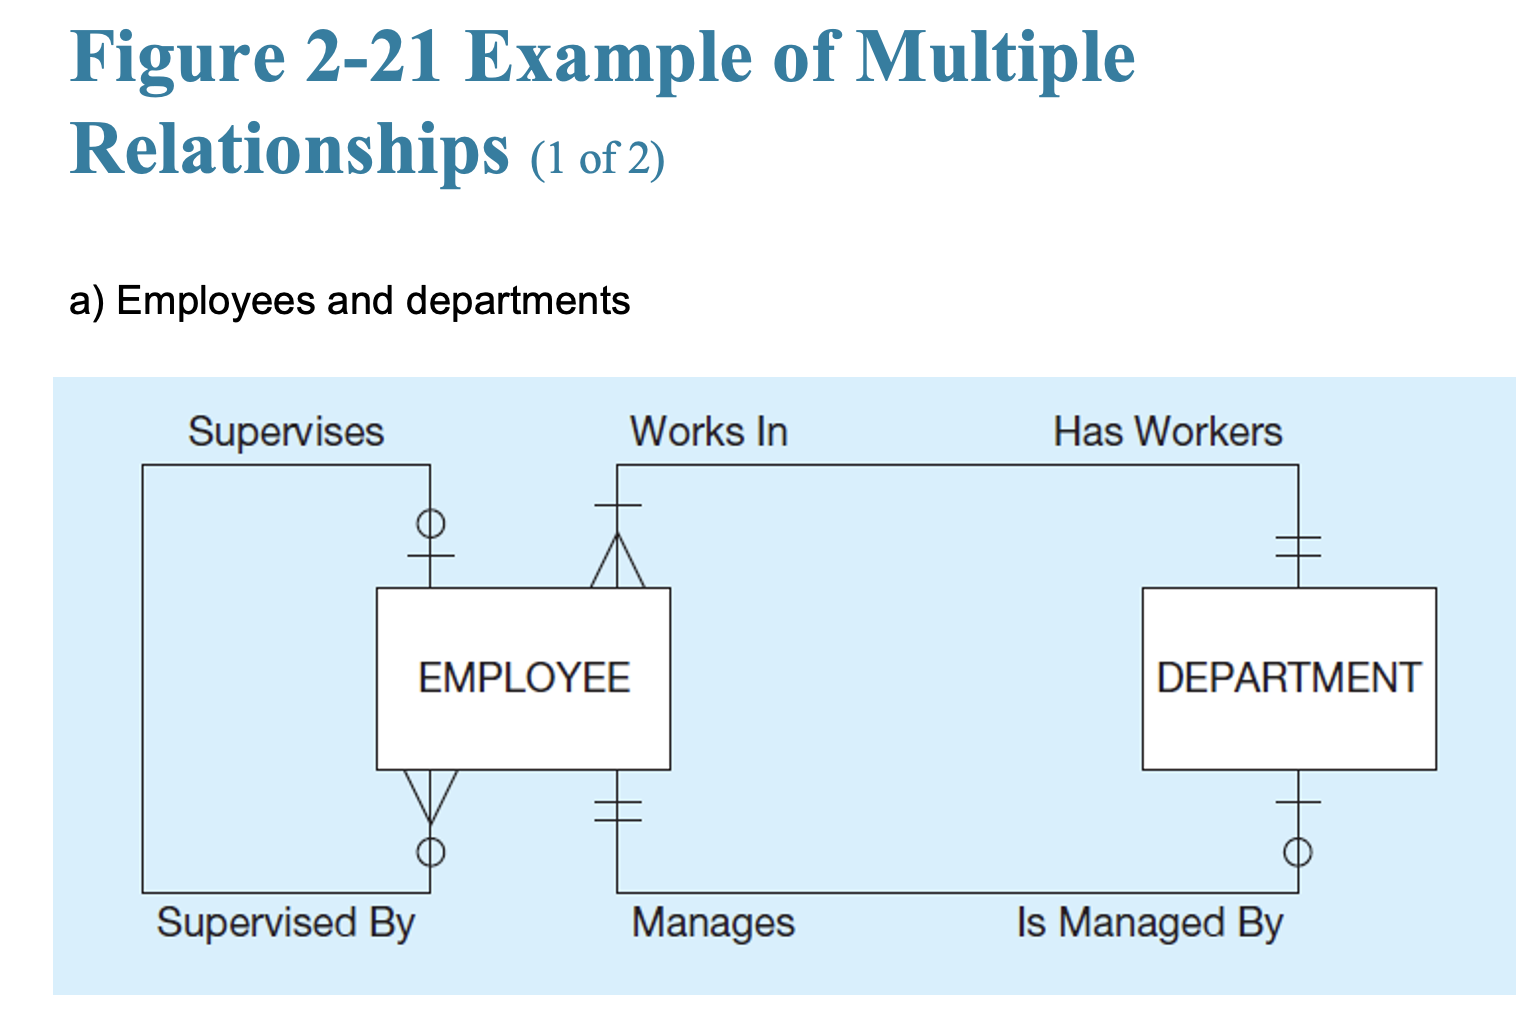 Figure 2-21 Example of Multiple
Relationships (1 of 2)
a) Employees and departments
Supervises
Works In
Has Workers
EMPLOYEE
DEPARTMENT
Supervised By
Manages
Is Managed By